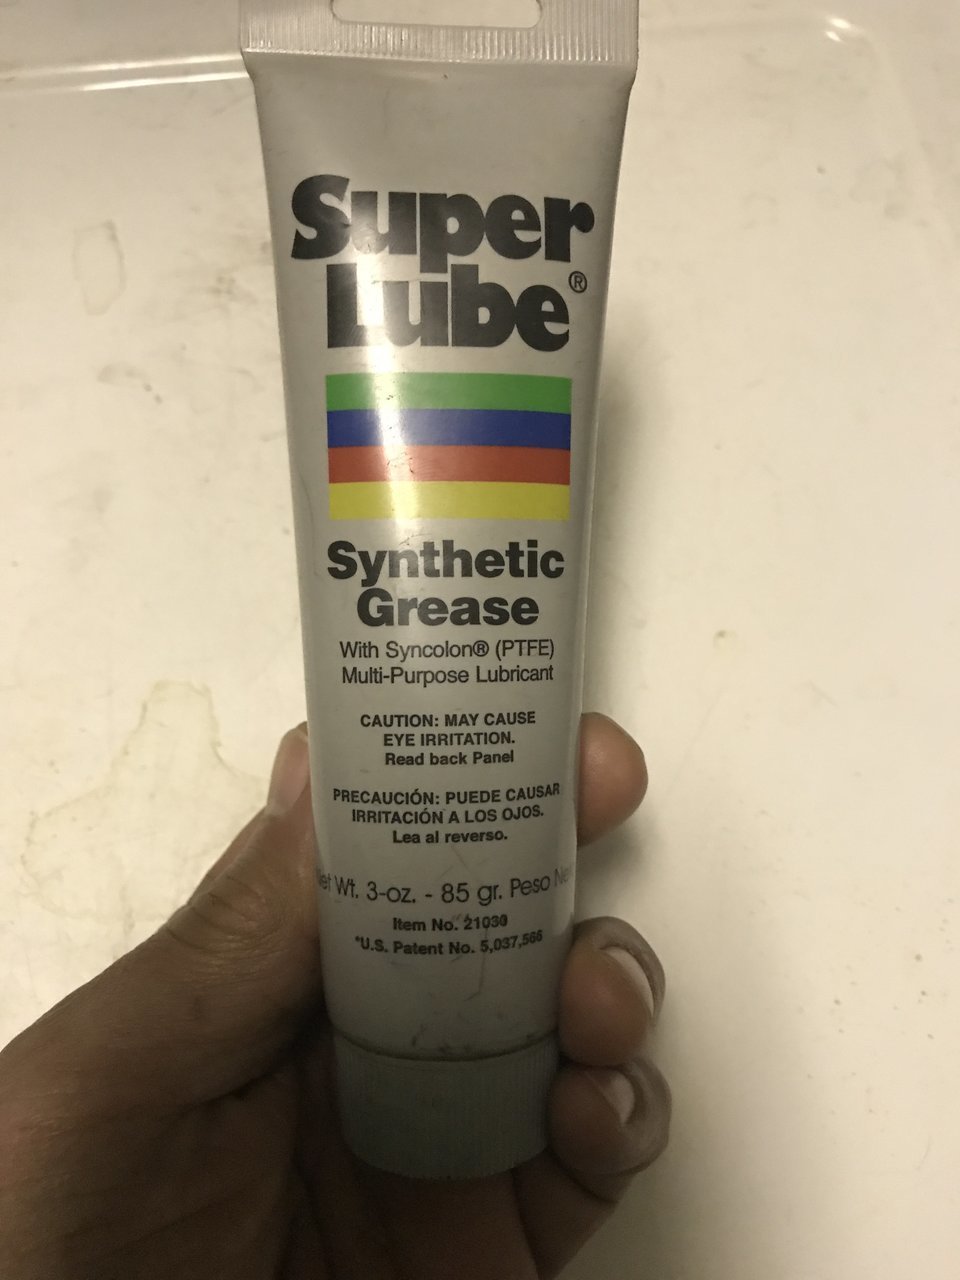 Super
Lube®
Synthetic
Grease
With Syncolon® (PTFE)
Multi-Purpose Lubricant
CAUTION: MAY CAUSE
EYE IRRITATION.
Read back Panel
PRECAUCIÓN: PUEDE CAUSAR
IRRITACIÓN A LOS OJOS.
Lea al reverso.
Net Wt. 3-oz. - 85 gr. Peso
Item No. 21030
*U.S. Patent No. 5,037,566